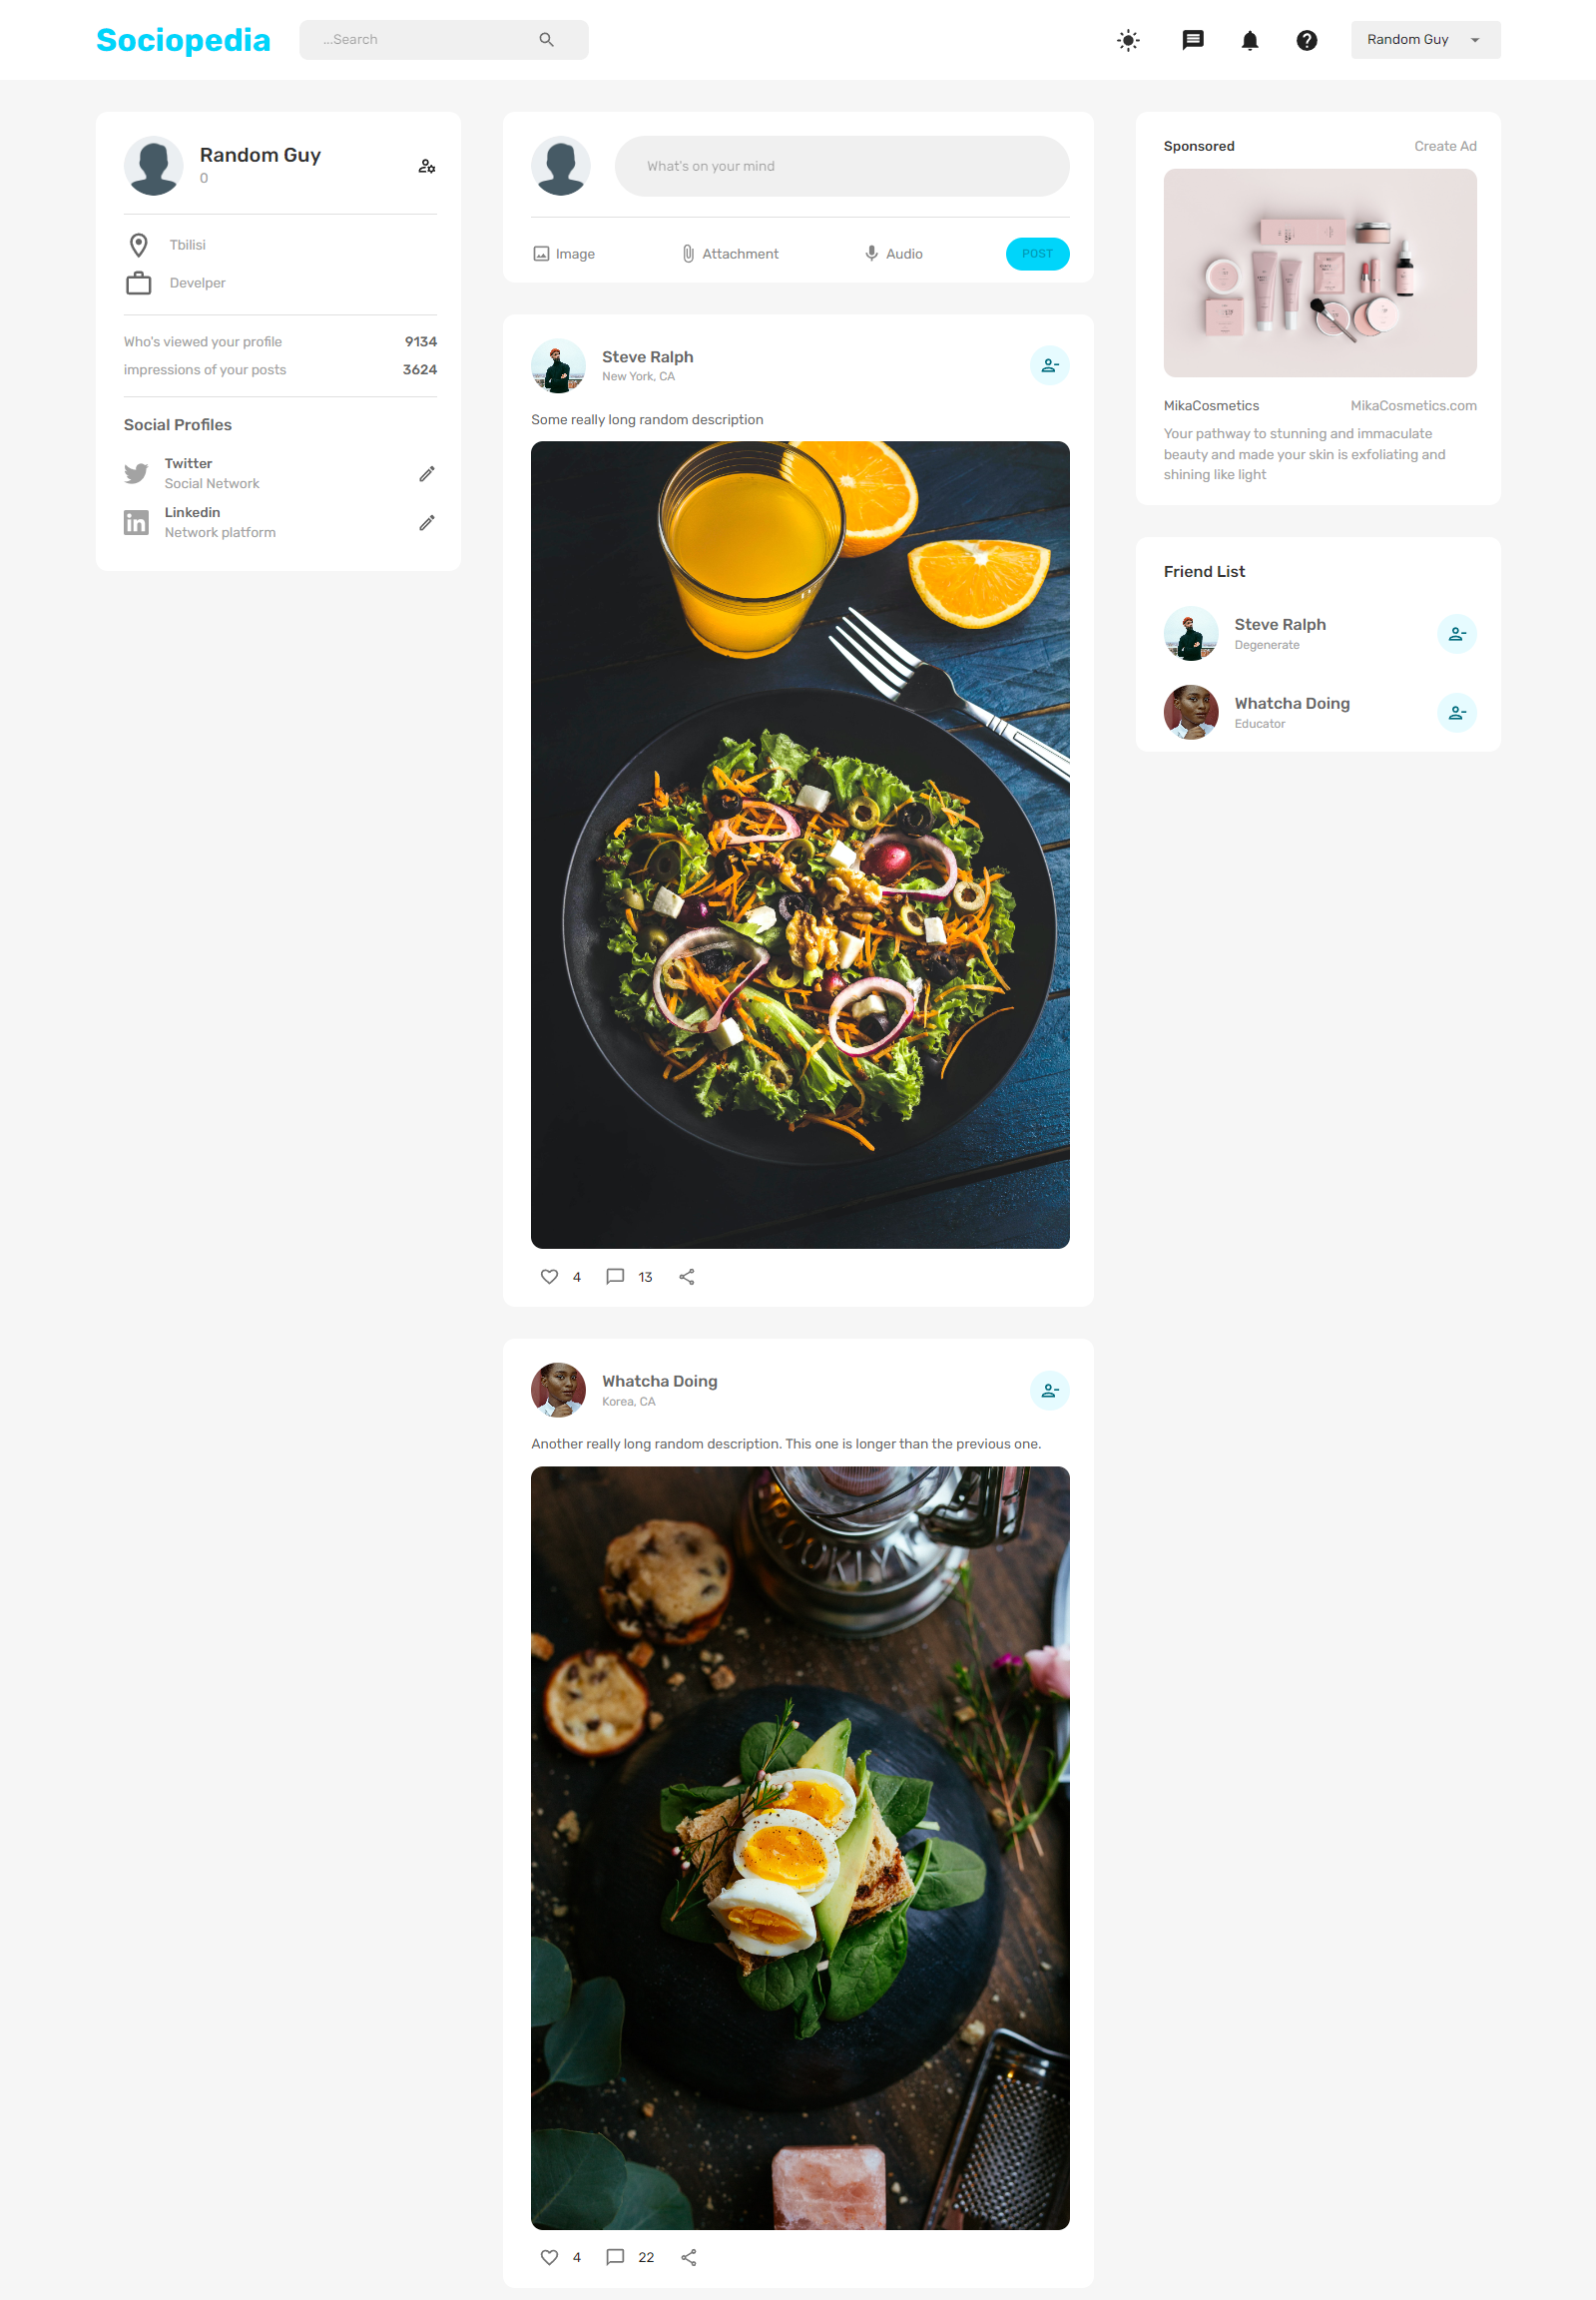 Sociopedia
...Search
Random Guy
Random Guy
0
Tbilisi
Develper
Who's viewed your profile 9134
impressions of your posts 3624
Social Profiles
Twitter
Social Network
Linkedin
Network platform
What's on your mind
Image Attachment Audio POST
Steve Ralph
New York, CA
Some really long random description
4 13
Whatcha Doing
Korea, CA
Another really long random description. This one is longer than the previous one.
4 22
Sponsored Create Ad
MikaCosmetics MikaCosmetics.com
Your pathway to stunning and immaculate
beauty and made your skin is exfoliating and
shining like light
Friend List
Steve Ralph
Degenerate
Whatcha Doing
Educator